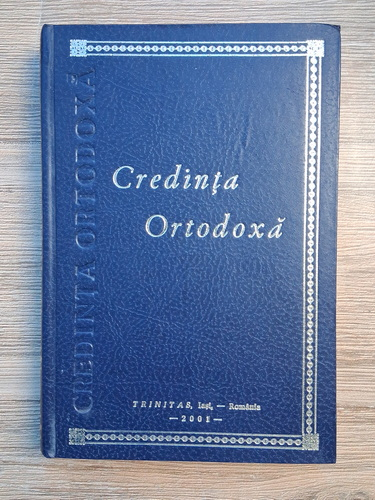 CREDINȚA ORTODOXĂ
Credința
Ortodoxă
TRINITAS, Iași, — România
—2001—